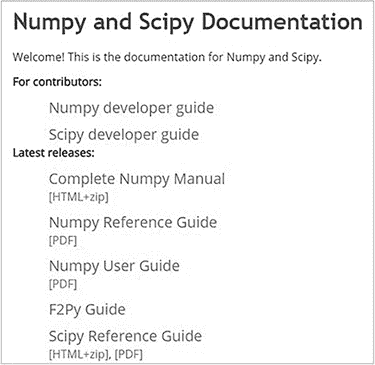 Numpy and Scipy Documentation
Welcome! This is the documentation for Numpy and Scipy.
For contributors:
Numpy developer guide
Scipy developer guide
Latest releases:
Complete Numpy Manual
[HTML+zip]
Numpy Reference Guide
[PDF]
Numpy User Guide
[PDF]
F2Py Guide
Scipy Reference Guide
[HTML+zip], [PDF]